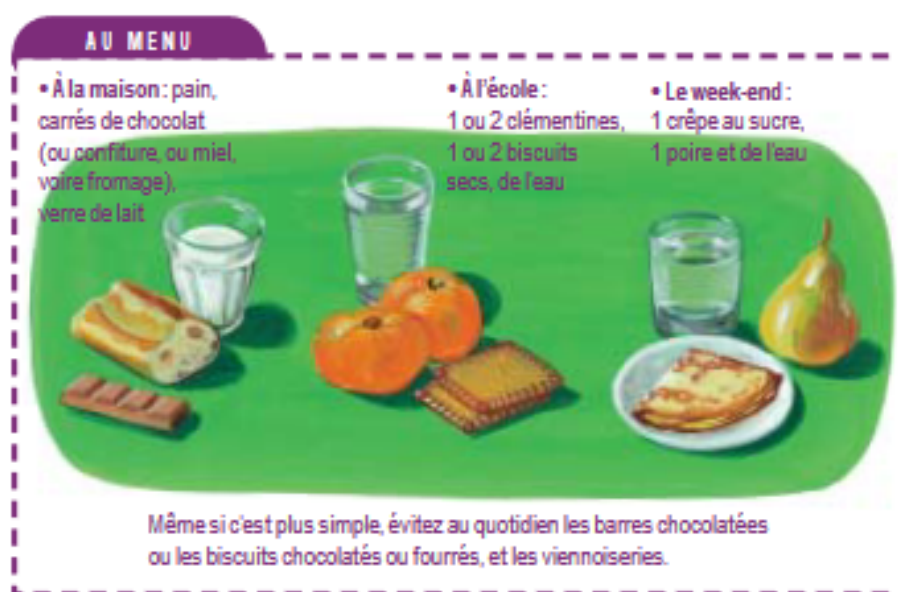 AU MENU
• À la maison : pain,
carrés de chocolat
(ou confiture, ou miel,
voire fromage),
verre de lait
• À l'école :
1 ou 2 clémentines,
1 ou 2 biscuits
secs, de l'eau
• Le week-end :
1 crêpe au sucre,
1 poire et de l'eau
Même si c'est plus simple, évitez au quotidien les barres chocolatées
ou les biscuits chocolatés ou fourrés, et les viennoiseries.